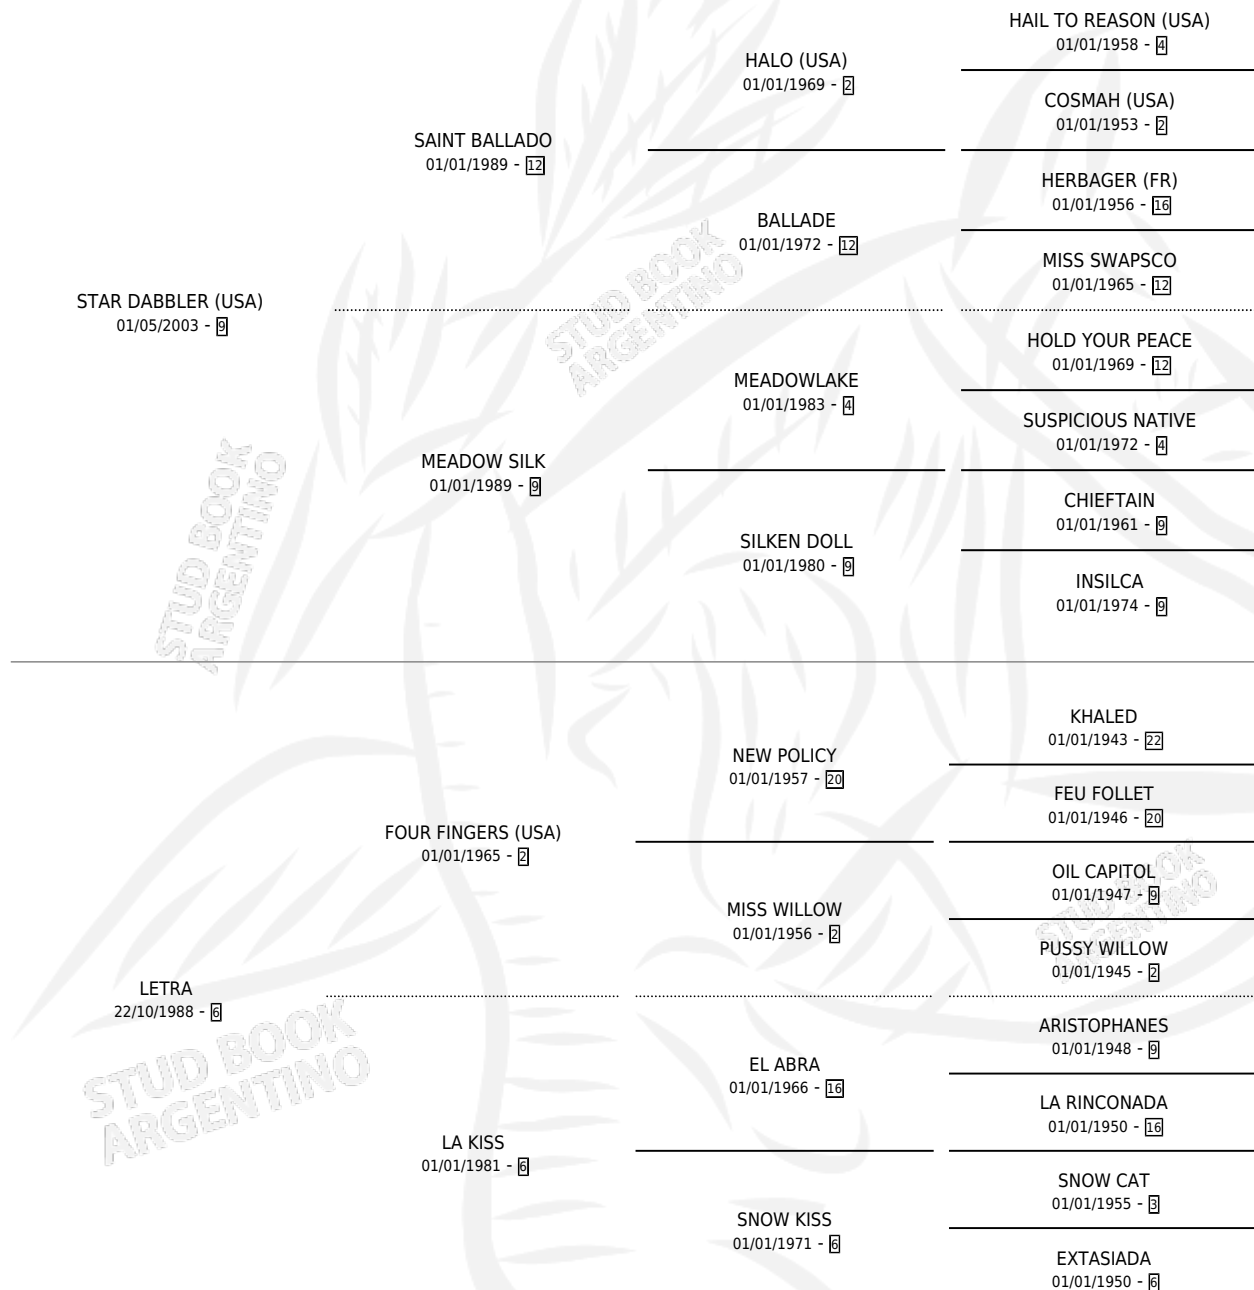 HAIL TO REASON (USA)
01/01/1958 - 4
HALO (USA)
01/01/1969 - 2
COSMAH (USA)
01/01/1953 - 2
SAINT BALLADO
01/01/1989 - 12
HERBAGER (FR)
01/01/1956 - 16
BALLADE
01/01/1972 - 12
MISS SWAPSCO
01/01/1965 - 12
STAR DABBLER (USA)
01/05/2003 - 9
HOLD YOUR PEACE
01/01/1969 - 12
MEADOWLAKE
01/01/1983 - 4
SUSPICIOUS NATIVE
01/01/1972 - 4
MEADOW SILK
01/01/1989 - 9
CHIEFTAIN
01/01/1961 - 9
SILKEN DOLL
01/01/1980 - 9
INSILCA
01/01/1974 - 9
KHALED
01/01/1943 - 22
NEW POLICY
01/01/1957 - 20
FEU FOLLET
01/01/1946 - 20
FOUR FINGERS (USA)
01/01/1965 - 2
OIL CAPITOL
01/01/1947 - 9
MISS WILLOW
01/01/1956 - 2
PUSSY WILLOW
01/01/1945 - 2
LETRA
22/10/1988 - 6
ARISTOPHANES
01/01/1948 - 9
EL ABRA
01/01/1966 - 16
LA RINCONADA
01/01/1950 - 16
LA KISS
01/01/1981 - 6
SNOW CAT
01/01/1955 - 3
SNOW KISS
01/01/1971 - 6
EXTASIADA
01/01/1950 - 6
STUD BOOK
ARGENTINO
STUD BOOK
ARGENTINO
STUD BOOK
ARGENTINO
STUD BOOK
ARGENTINO